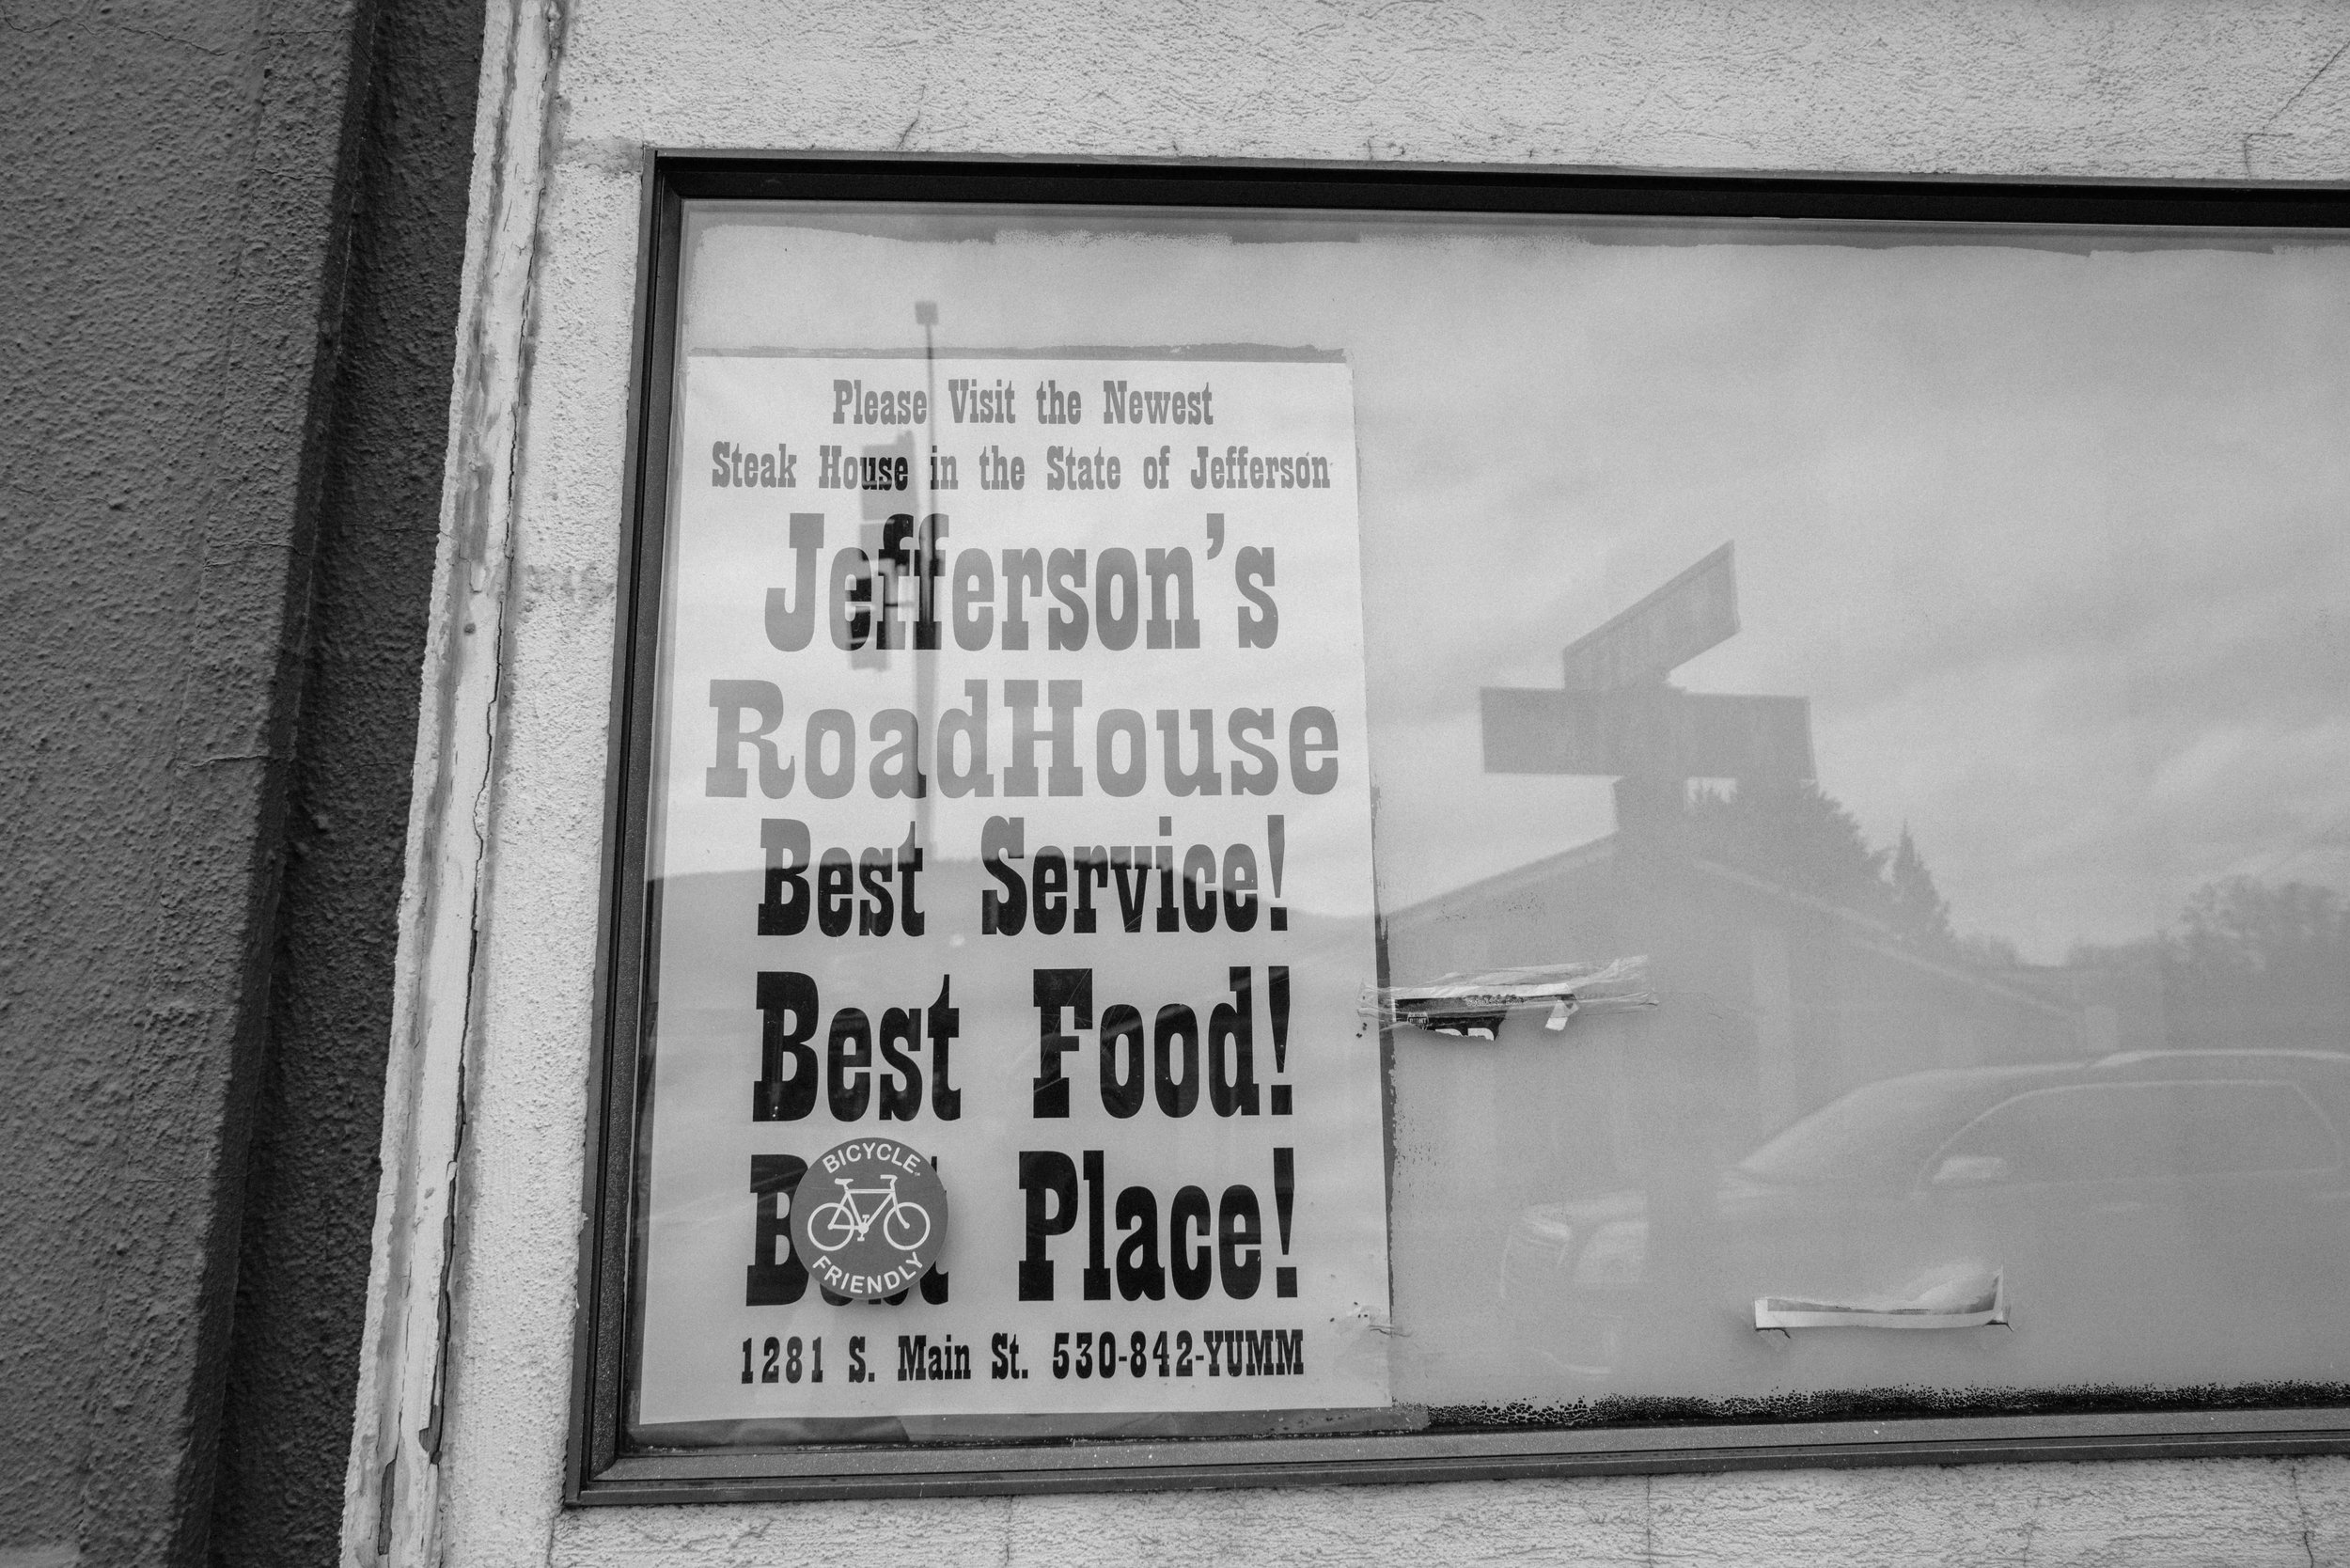 Please Visit the Newest
Steak House in the State of Jefferson
Jefferson's
RoadHouse
Best Service!
Best Food!
Best Place!
BICYCLE
FRIENDLY
1281 S. Main St. 530-842-YUMM